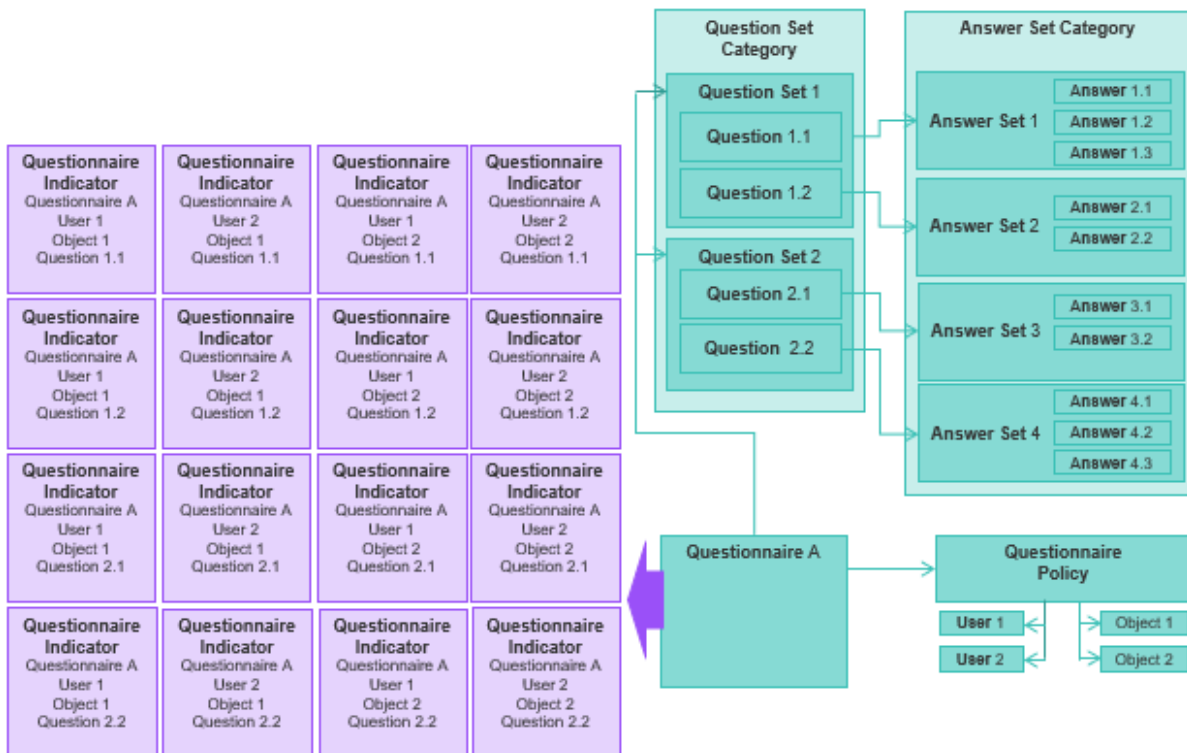 Question Set
Category
Question Set 1
Question 1.1
Question 1.2
Question Set 2
Question 2.1
Question 2.2
Answer Set Category
Answer Set 1
Answer 1.1
Answer 1.2
Answer 1.3
Answer Set 2
Answer 2.1
Answer 2.2
Answer Set 3
Answer 3.1
Answer 3.2
Answer Set 4
Answer 4.1
Answer 4.2
Answer 4.3
Questionnaire
Indicator
Questionnaire A
User 1
Object 1
Question 1.1
Questionnaire
Indicator
Questionnaire A
User 2
Object 1
Question 1.1
Questionnaire
Indicator
Questionnaire A
User 1
Object 2
Question 1.1
Questionnaire
Indicator
Questionnaire A
User 2
Object 2
Question 1.1
Questionnaire
Indicator
Questionnaire A
User 1
Object 1
Question 1.2
Questionnaire
Indicator
Questionnaire A
User 2
Object 1
Question 1.2
Questionnaire
Indicator
Questionnaire A
User 1
Object 2
Question 1.2
Questionnaire
Indicator
Questionnaire A
User 2
Object 2
Question 1.2
Questionnaire
Indicator
Questionnaire A
User 1
Object 1
Question 2.1
Questionnaire
Indicator
Questionnaire A
User 2
Object 1
Question 2.1
Questionnaire
Indicator
Questionnaire A
User 1
Object 2
Question 2.1
Questionnaire
Indicator
Questionnaire A
User 2
Object 2
Question 2.1
Questionnaire
Indicator
Questionnaire A
User 1
Object 1
Question 2.2
Questionnaire
Indicator
Questionnaire A
User 2
Object 1
Question 2.2
Questionnaire
Indicator
Questionnaire A
User 1
Object 2
Question 2.2
Questionnaire
Indicator
Questionnaire A
User 2
Object 2
Question 2.2
Questionnaire A
Questionnaire
Policy
User 1
User 2
Object 1
Object 2